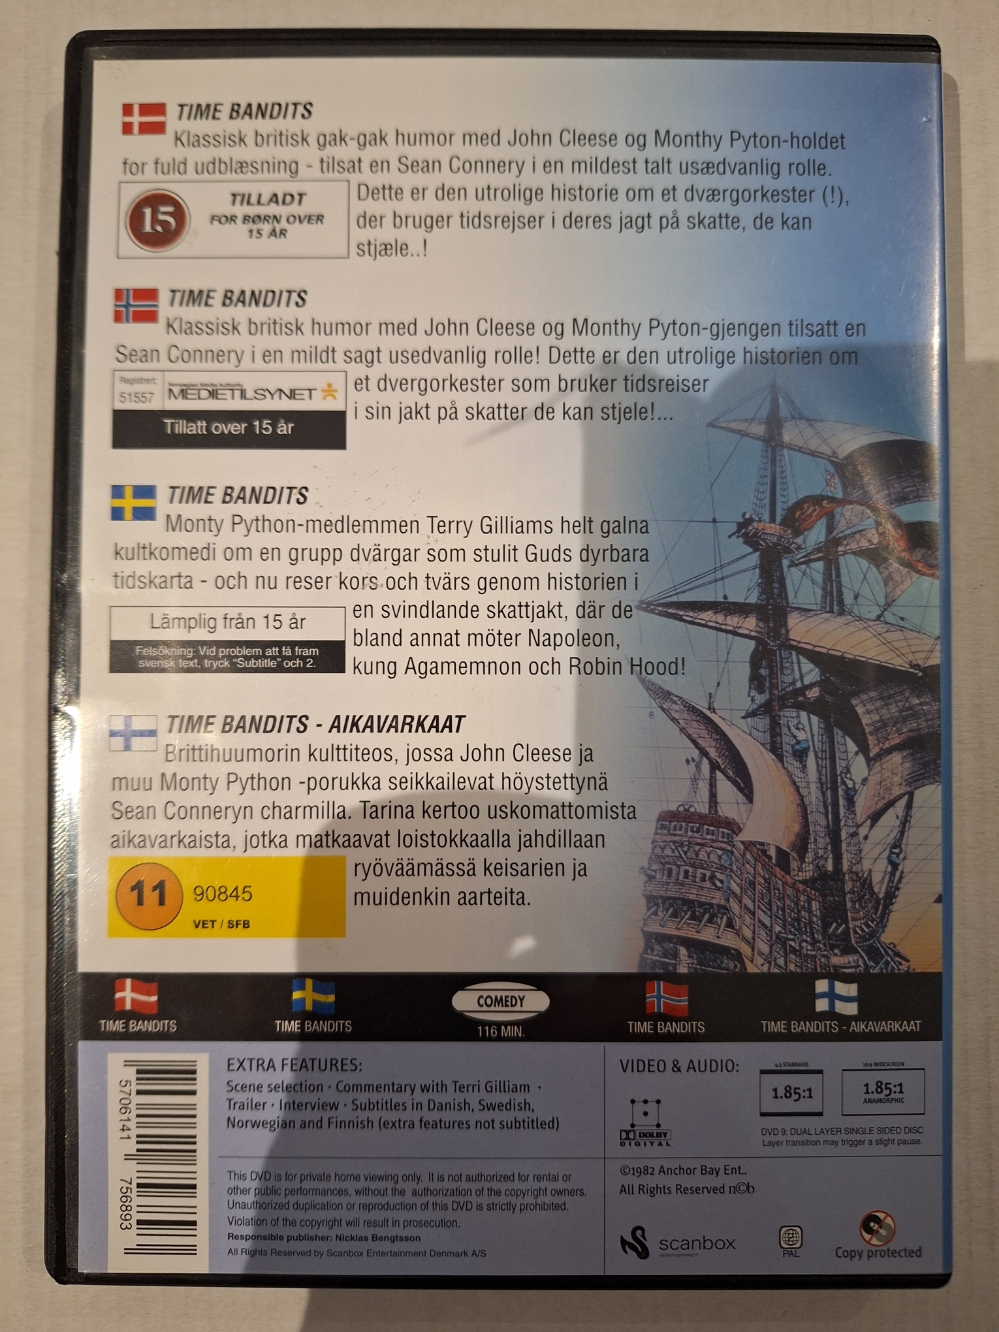 TIME BANDITS
Klassisk britisk gak-gak humor med John Cleese og Monthy Pyton-holdet
for fuld udblæsning - tilsat en Sean Connery i en mildest talt usædvanlig rolle.
Dette er den utrolige historie om et dværgorkester (!),
der bruger tidsrejser i deres jagt på skatte, de kan
stjæle..!
15
TILLADT
FOR BØRN OVER
15 ÅR
TIME BANDITS
Klassisk britisk humor med John Cleese og Monthy Pyton-gjengen tilsatt en
Sean Connery i en mildt sagt usedvanlig rolle! Dette er den utrolige historien om
et dvergorkester som bruker tidsreiser
i sin jakt på skatter de kan stjele!...
Registrert:
51557
Norwegian Media Authority
MEDIETILSYNET
Tillatt over 15 år
TIME BANDITS
Monty Python-medlemmen Terry Gilliams helt galna
kultkomedi om en grupp dvärgar som stulit Guds dyrbara
tidskarta - och nu reser kors och tvärs genom historien i
en svindlande skattjakt, där de
bland annat möter Napoleon,
kung Agamemnon och Robin Hood!
Lämplig från 15 år
Felsökning: Vid problem att få fram
svensk text, tryck "Subtitle" och 2.
TIME BANDITS - AIKAVARKAAT
Brittihuumorin kulttiteos, jossa John Cleese ja
muu Monty Python -porukka seikkailevat höystettynä
Sean Conneryn charmilla. Tarina kertoo uskomattomista
aikavarkaista, jotka matkaavat loistokkaalla jahdillaan
ryöväämässä keisarien ja
muidenkin aarteita.
11
90845
VET / SFB
TIME BANDITS
TIME BANDITS
COMEDY
116 MIN.
TIME BANDITS
TIME BANDITS - AIKAVARKAAT
5706141 756893
EXTRA FEATURES:
Scene selection · Commentary with Terri Gilliam ·
Trailer · Interview · Subtitles in Danish, Swedish,
Norwegian and Finnish (extra features not subtitled)
This DVD is for private home viewing only. It is not authorized for rental or
other public performances, without the authorization of the copyright owners.
Unauthorized duplication or reproduction of this DVD is strictly prohibited.
Violation of the copyright will result in prosecution.
Responsible publisher: Nicklas Bengtsson
All Rights Reserved by Scanbox Entertainment Denmark A/S
VIDEO & AUDIO:
DOLBY
DIGITAL
4:3 STANDARD
1.85:1
16:9 WIDESCREEN
1.85:1
ANAMORPHIC
DVD 9: DUAL LAYER SINGLE SIDED DISC
Layer transition may trigger a slight pause.
©1982 Anchor Bay Ent..
All Rights Reserved n©b
scanbox
PAL
Copy protected